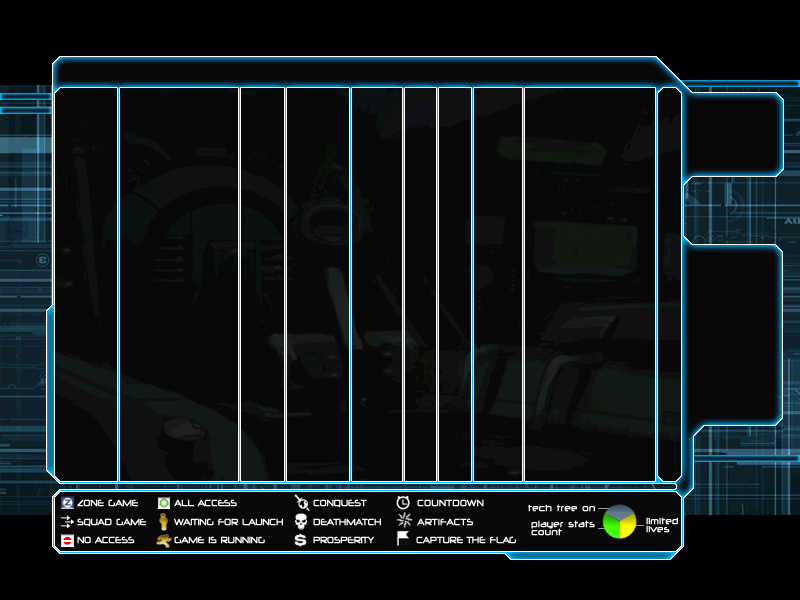 ZONE GAME
ALL ACCESS
CONQUEST
COUNTDOWN
SQUAD GAME
WAITING FOR LAUNCH
DEATHMATCH
ARTIFACTS
NO ACCESS
GAME IS RUNNING
PROSPERITY
CAPTURE THE FLAG
tech tree on
player stats
count
limited
lives